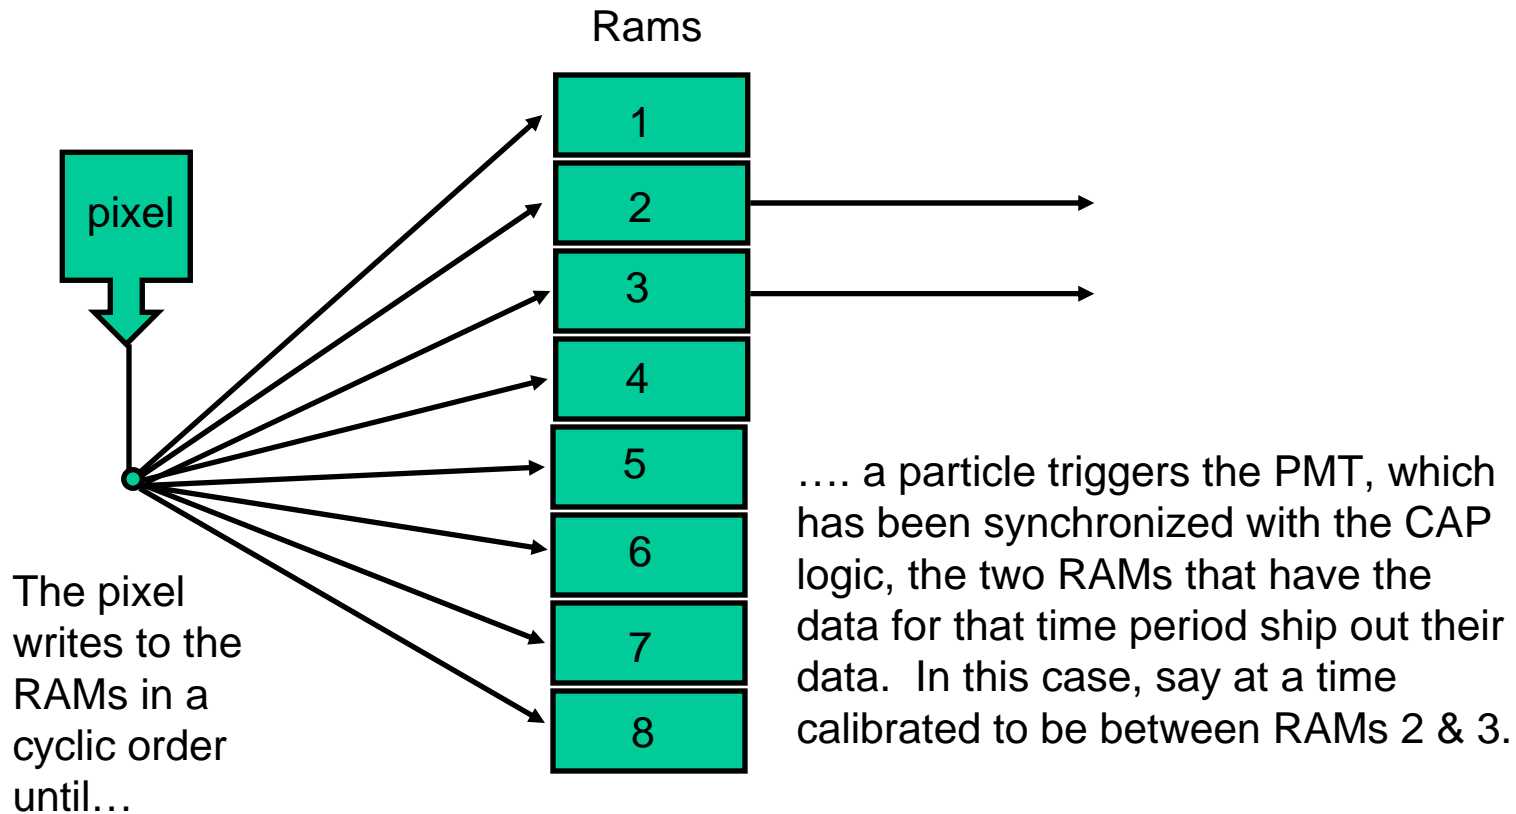 Rams
1
2
3
4
5
6
7
8
pixel
The pixel
writes to the
RAMs in a
cyclic order
until…
…. a particle triggers the PMT, which
has been synchronized with the CAP
logic, the two RAMs that have the
data for that time period ship out their
data.  In this case, say at a time
calibrated to be between RAMs 2 & 3.